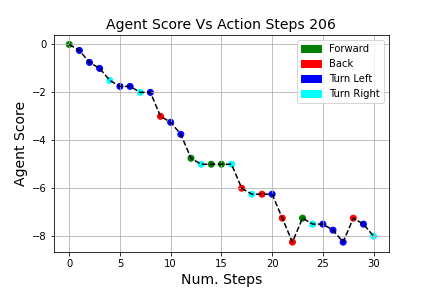 Agent Score Vs Action Steps 206
Forward
Back
Turn Left
Turn Right
0
−2
−4
−6
−8
Agent Score
0 5 10 15 20 25 30
Num. Steps